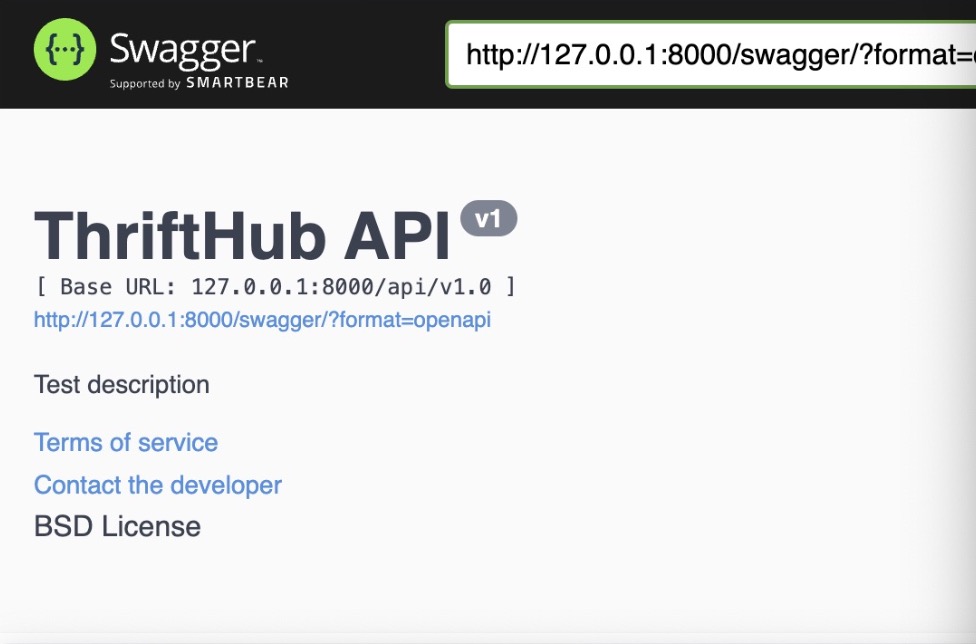 {···} Swagger™
Supported by SMARTBEAR
http://127.0.0.1:8000/swagger/?format=
ThriftHub API v1
[ Base URL: 127.0.0.1:8000/api/v1.0 ]
http://127.0.0.1:8000/swagger/?format=openapi
Test description
Terms of service
Contact the developer
BSD License